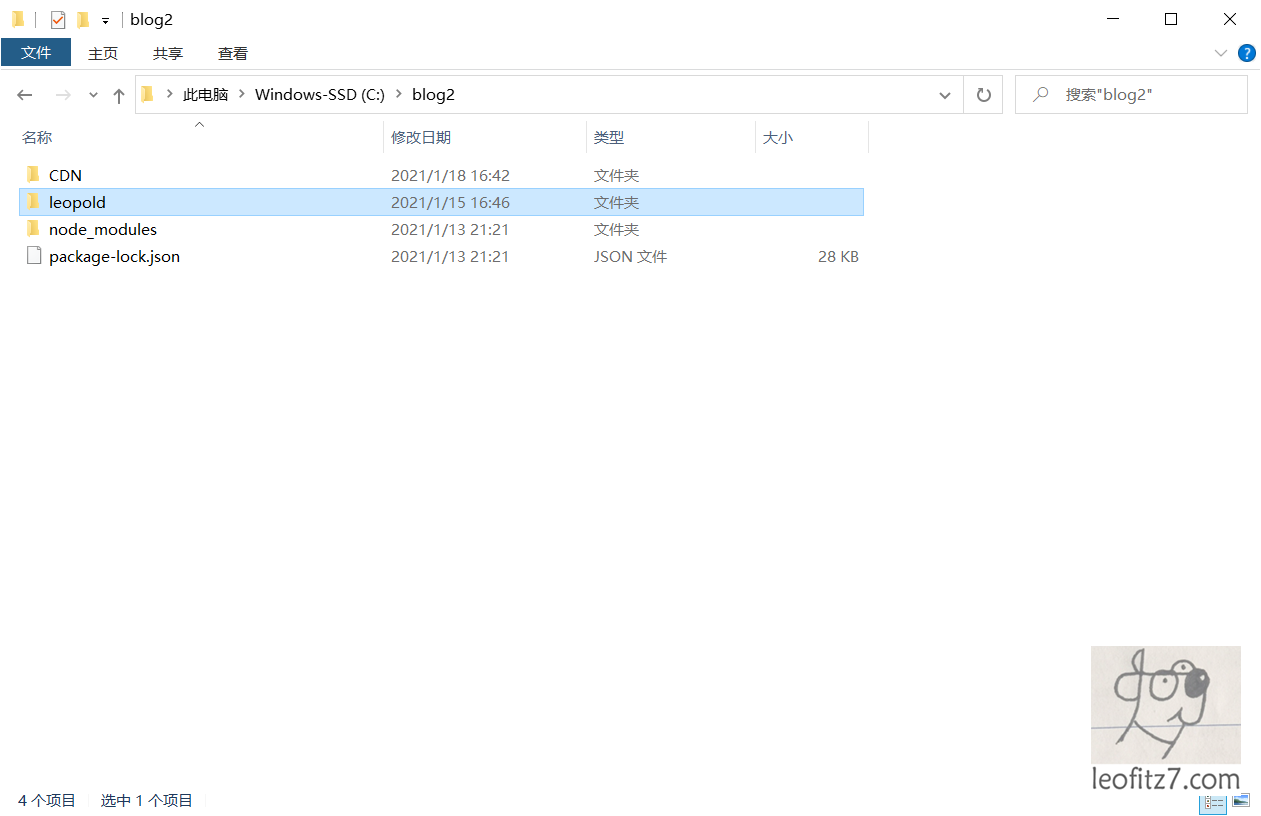 blog2
文件 主页 共享 查看
此电脑 Windows-SSD (C:) blog2 搜索"blog2"
名称 修改日期 类型 大小
CDN 2021/1/18 16:42 文件夹
leopold 2021/1/15 16:46 文件夹
node_modules 2021/1/13 21:21 文件夹
package-lock.json 2021/1/13 21:21 JSON 文件 28 KB
dog
leofitz7.com
4 个项目 选中 1 个项目